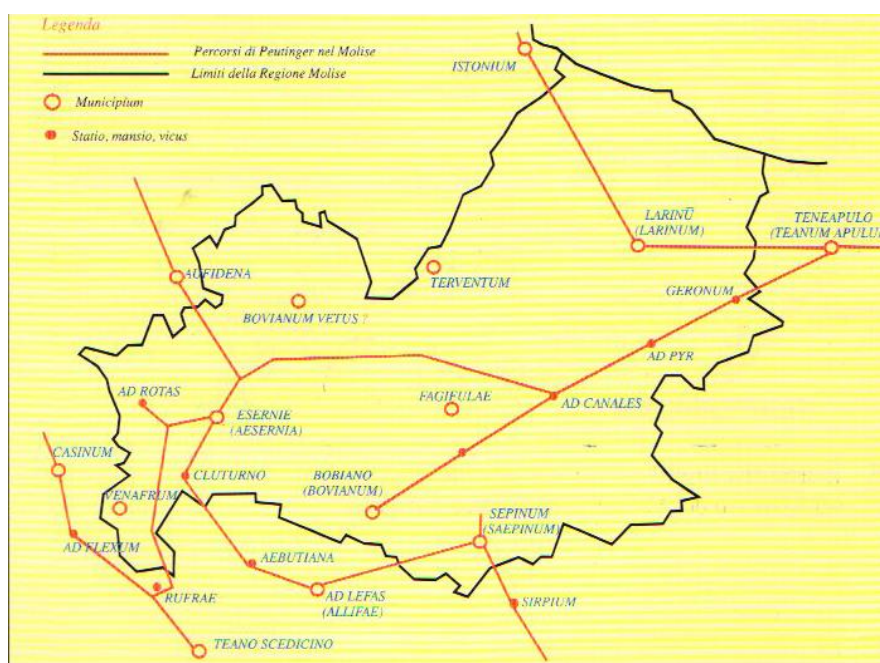 Legenda
Percorsi di Peutinger nel Molise
Limiti della Regione Molise
Municipium
Statio, mansio, vicus
ISTONIUM
LARINŪ
(LARINUM)
TENEAPULO
(TEANUM APULUM
AUFIDENA
TERVENTUM
GERONUM
BOVIANUM VETUS ?
AD PYR
AD ROTAS
FAGIFULAE
AD CANALES
ESERNIE
(AESERNIA)
CASINUM
CLUTURNO
BOBIANO
(BOVIANUM)
VENAFRUM
SEPINUM
(SAEPINUM)
AD FLEXUM
AEBUTIANA
RUFRAE
AD LEFAS
(ALLIFAE)
SIRPIUM
TEANO SCEDICINO